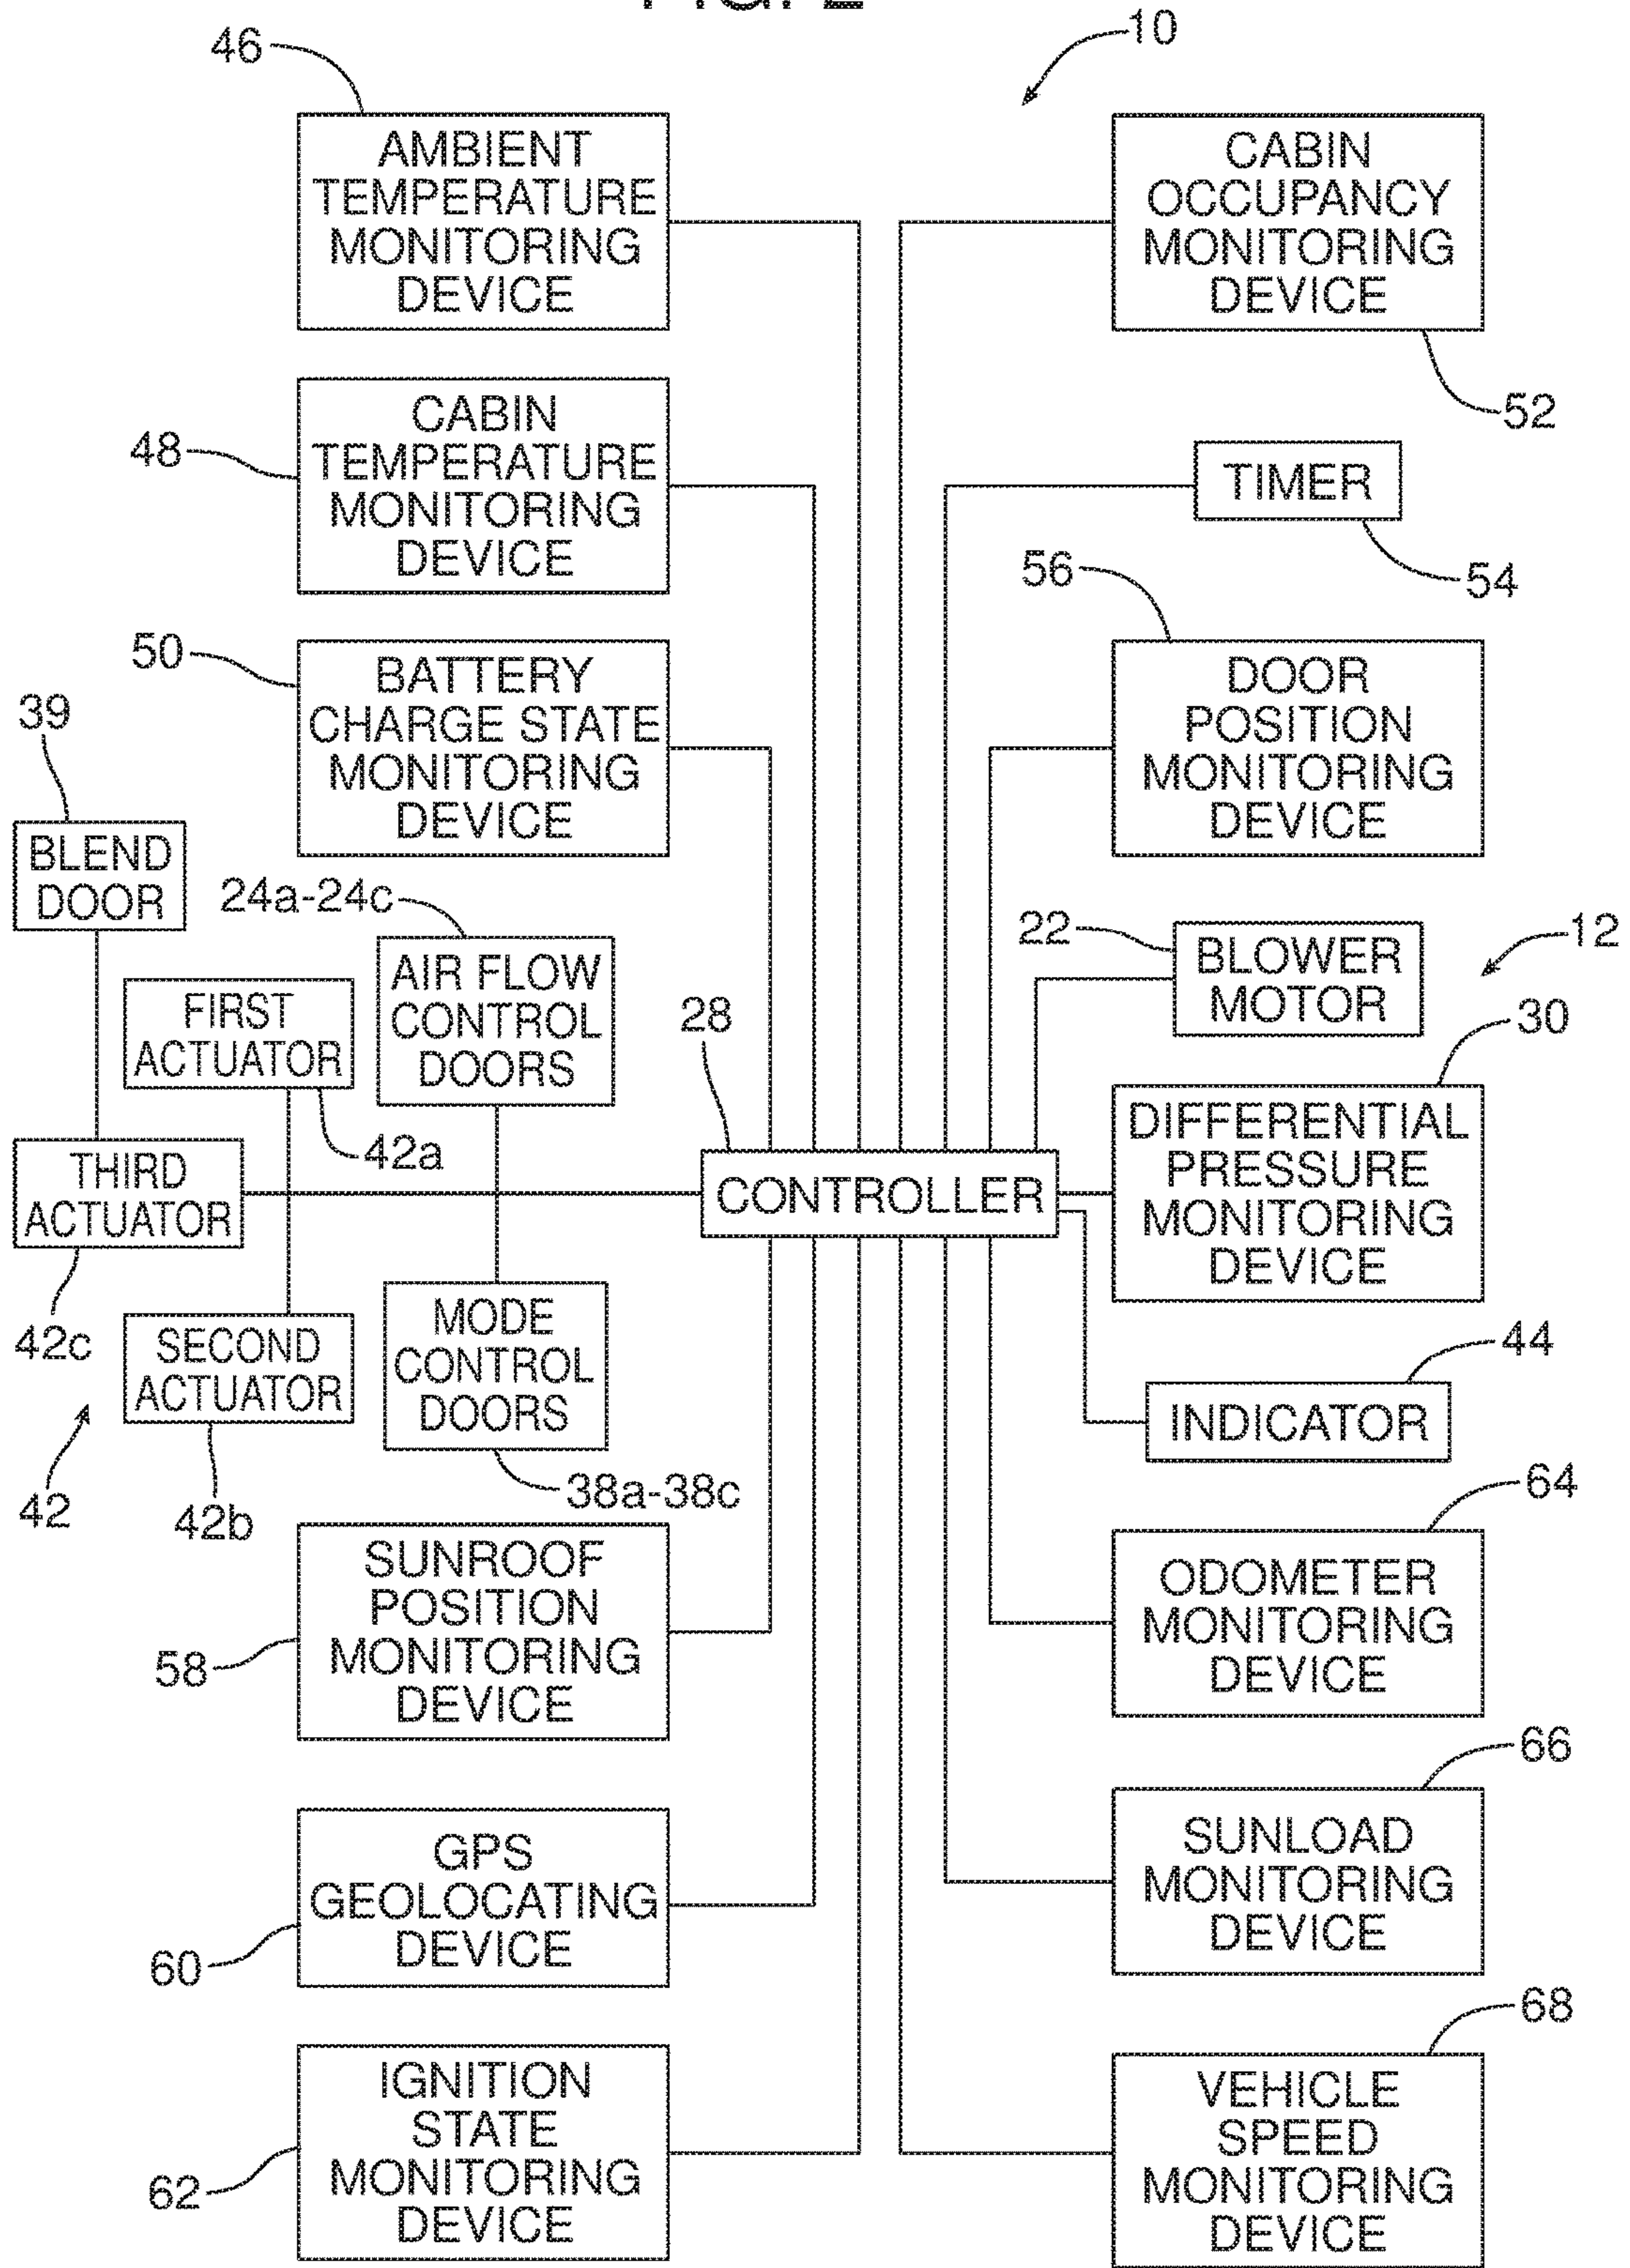 FIG. 2
10
46
AMBIENT
TEMPERATURE
MONITORING
DEVICE
CABIN
OCCUPANCY
MONITORING
DEVICE
52
48
CABIN
TEMPERATURE
MONITORING
DEVICE
TIMER
54
50
BATTERY
CHARGE STATE
MONITORING
DEVICE
56
DOOR
POSITION
MONITORING
DEVICE
39
BLEND
DOOR
24a-24c
AIR FLOW
CONTROL
DOORS
FIRST
ACTUATOR
42a
22
BLOWER
MOTOR
12
28
CONTROLLER
30
DIFFERENTIAL
PRESSURE
MONITORING
DEVICE
THIRD
ACTUATOR
42c
SECOND
ACTUATOR
42b
42
MODE
CONTROL
DOORS
38a-38c
44
INDICATOR
58
SUNROOF
POSITION
MONITORING
DEVICE
64
ODOMETER
MONITORING
DEVICE
60
GPS
GEOLOCATING
DEVICE
66
SUNLOAD
MONITORING
DEVICE
62
IGNITION
STATE
MONITORING
DEVICE
68
VEHICLE
SPEED
MONITORING
DEVICE